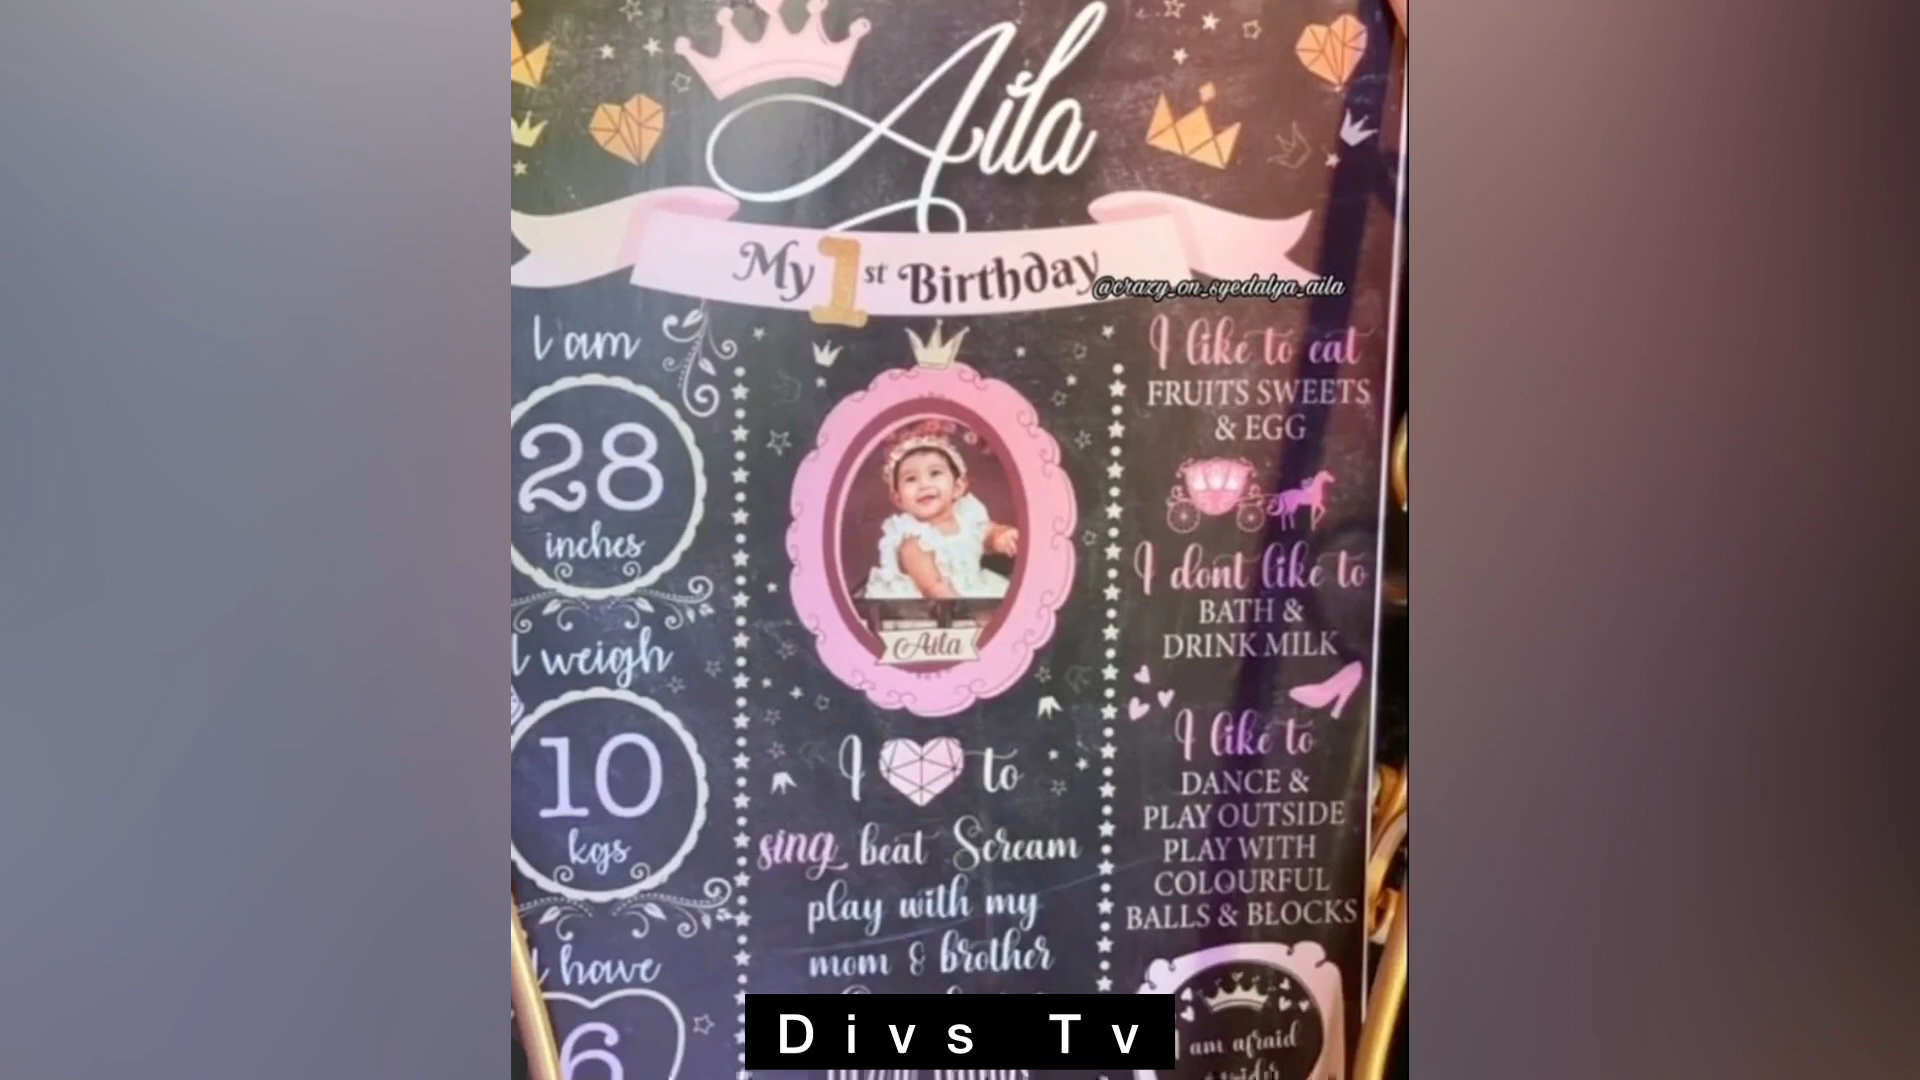 Aila
My 1st Birthday
@crazy_on_syedalya_aila
I am
28
inches
I weigh
10
kgs
I have
6
Aila
I to
sing beat Scream
play with my
mom & brother
I like to eat
FRUITS SWEETS
& EGG
I dont like to
BATH &
DRINK MILK
I like to
DANCE &
PLAY OUTSIDE
PLAY WITH
COLOURFUL
BALLS & BLOCKS
I am afraid
Divs Tv